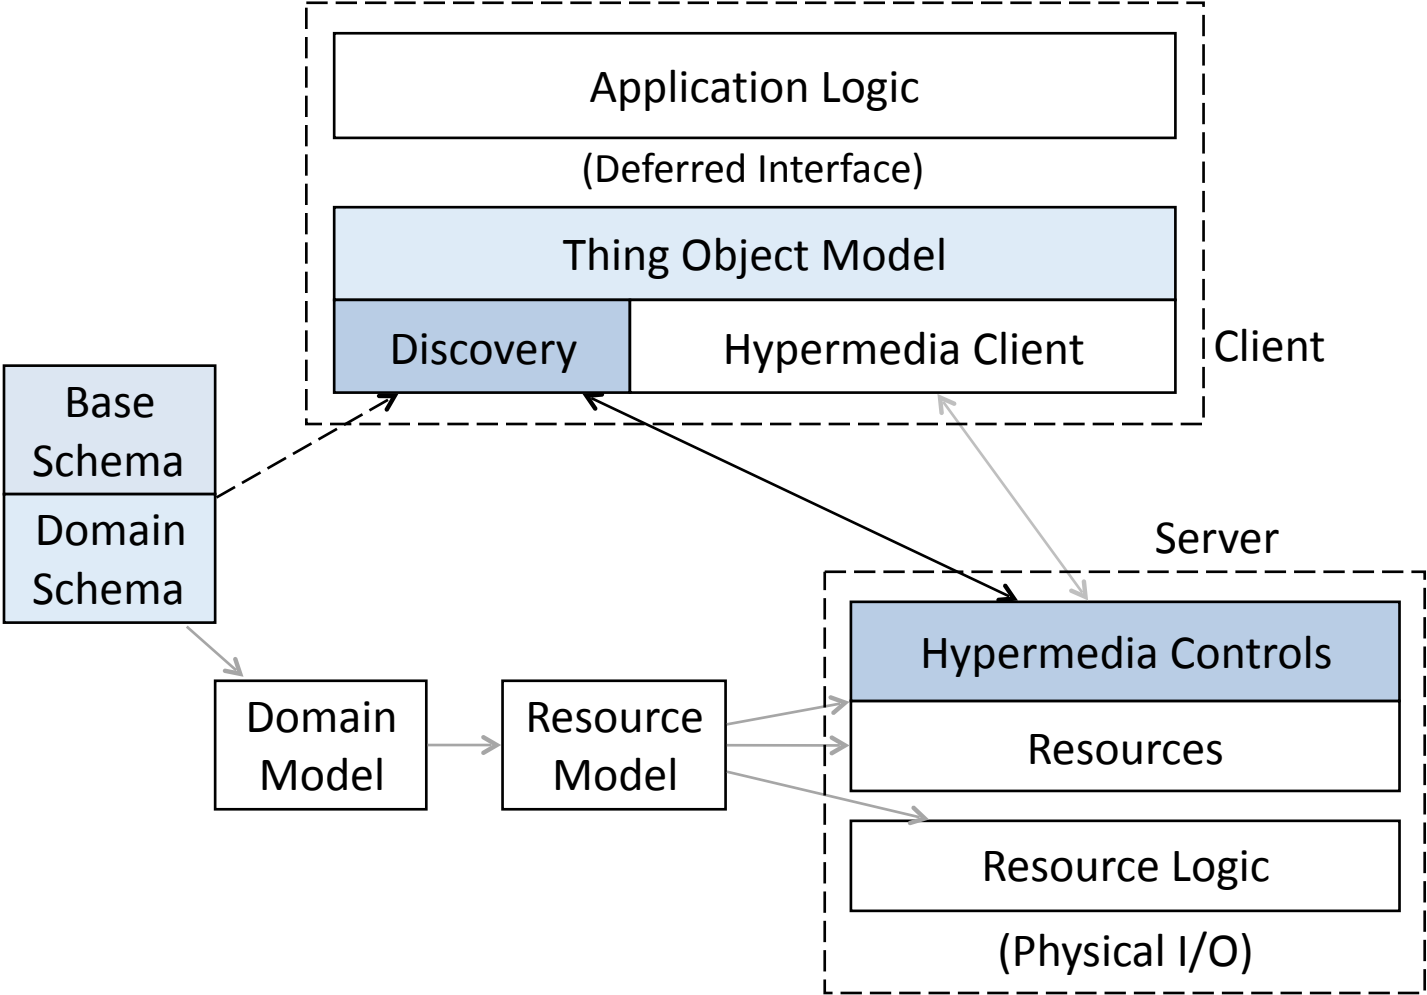 Application Logic
(Deferred Interface)
Thing Object Model
Discovery
Hypermedia Client
Client
Base
Schema
Domain
Schema
Server
Hypermedia Controls
Domain
Model
Resource
Model
Resources
Resource Logic
(Physical I/O)